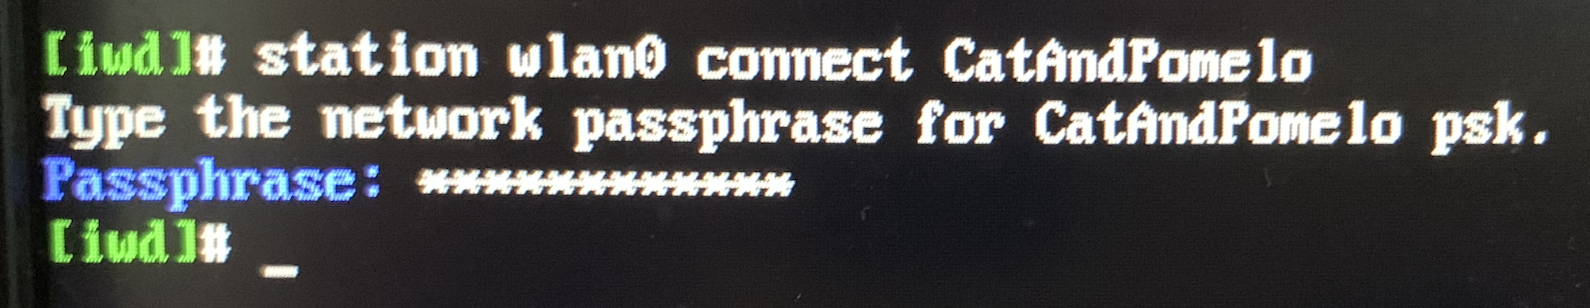 [iwd]# station wlan0 connect CatAndPomelo
Type the network passphrase for CatAndPomelo psk.
Passphrase: ************
[iwd]# _